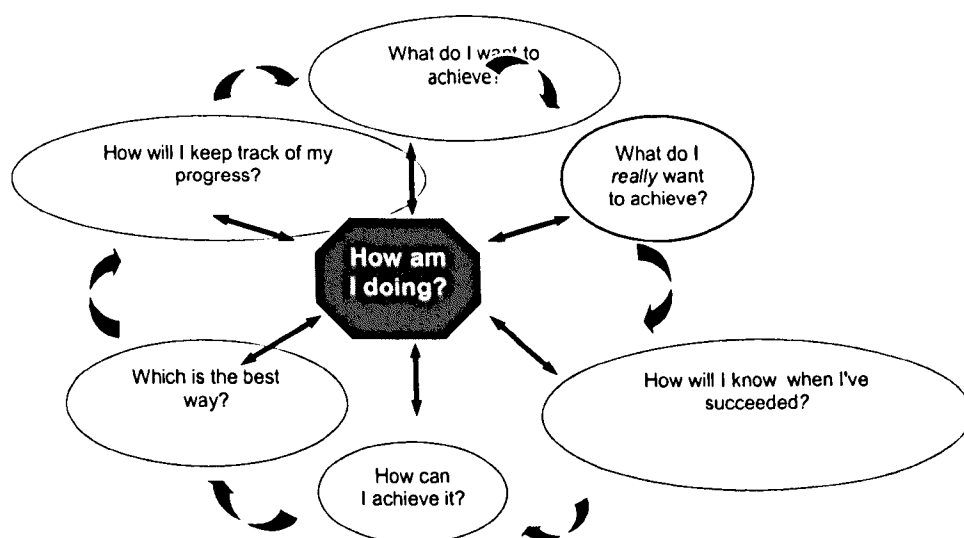 What do I want to
achieve?
What do I
really want
to achieve?
How will I know when I've
succeeded?
How can
I achieve it?
Which is the best
way?
How will I keep track of my
progress?
How am
I doing?